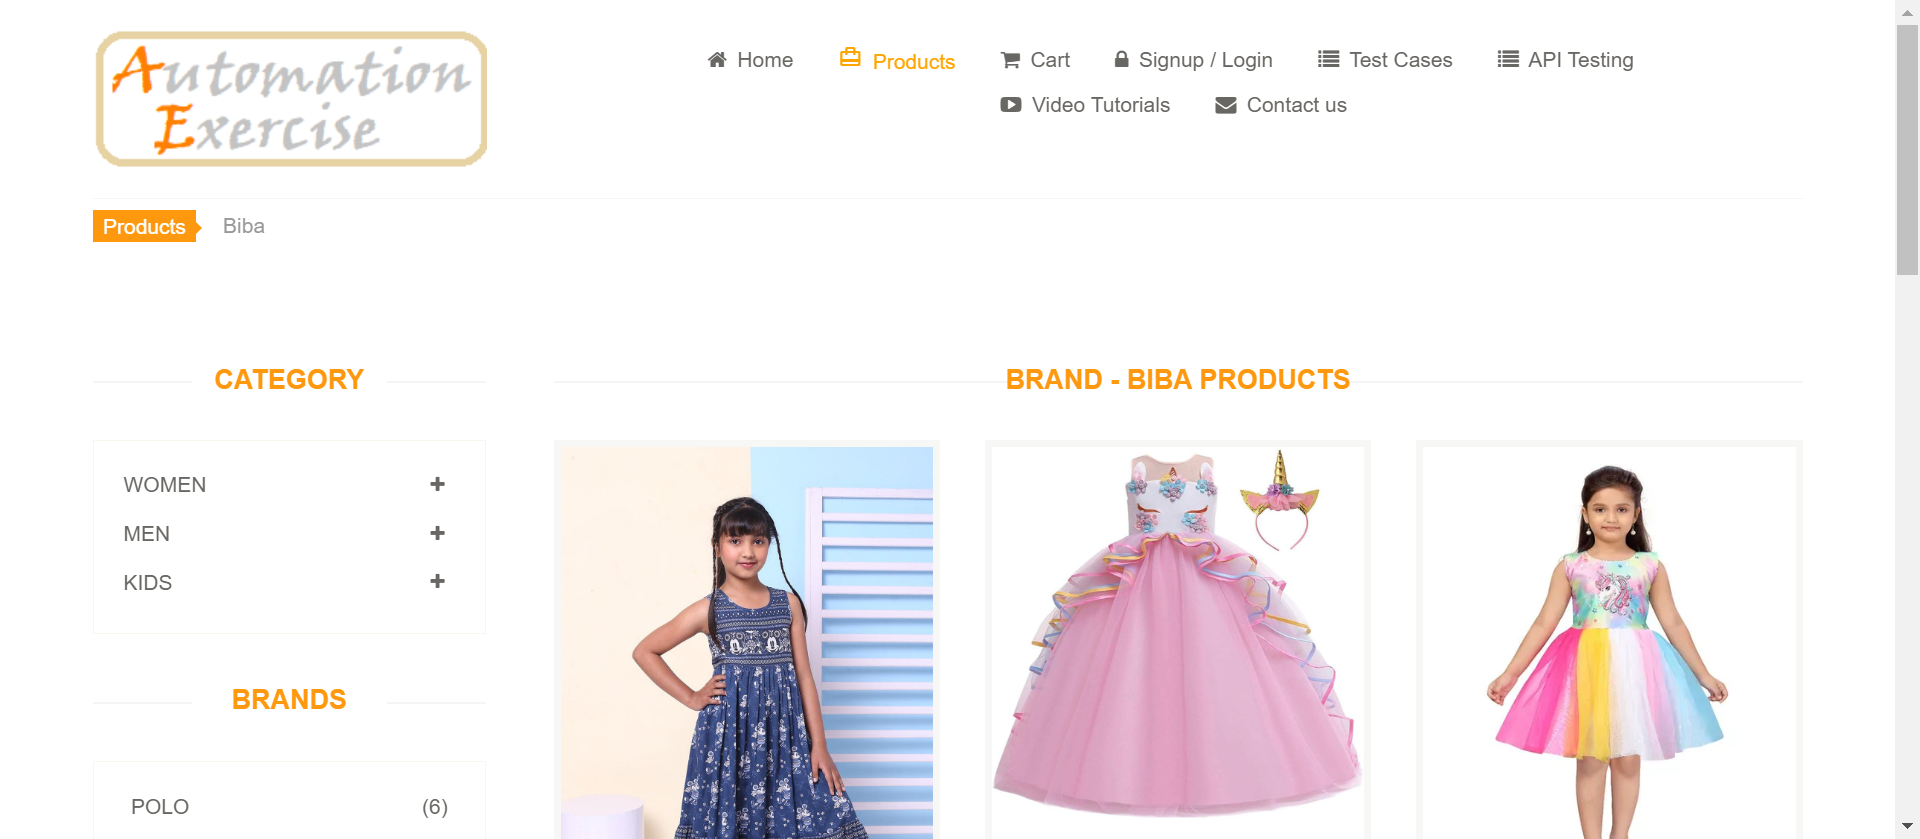 Automation
Exercise
Home
Products
Cart
Signup / Login
Test Cases
API Testing
Video Tutorials
Contact us
Products
Biba
CATEGORY
WOMEN
MEN
KIDS
BRANDS
POLO (6)
BRAND - BIBA PRODUCTS